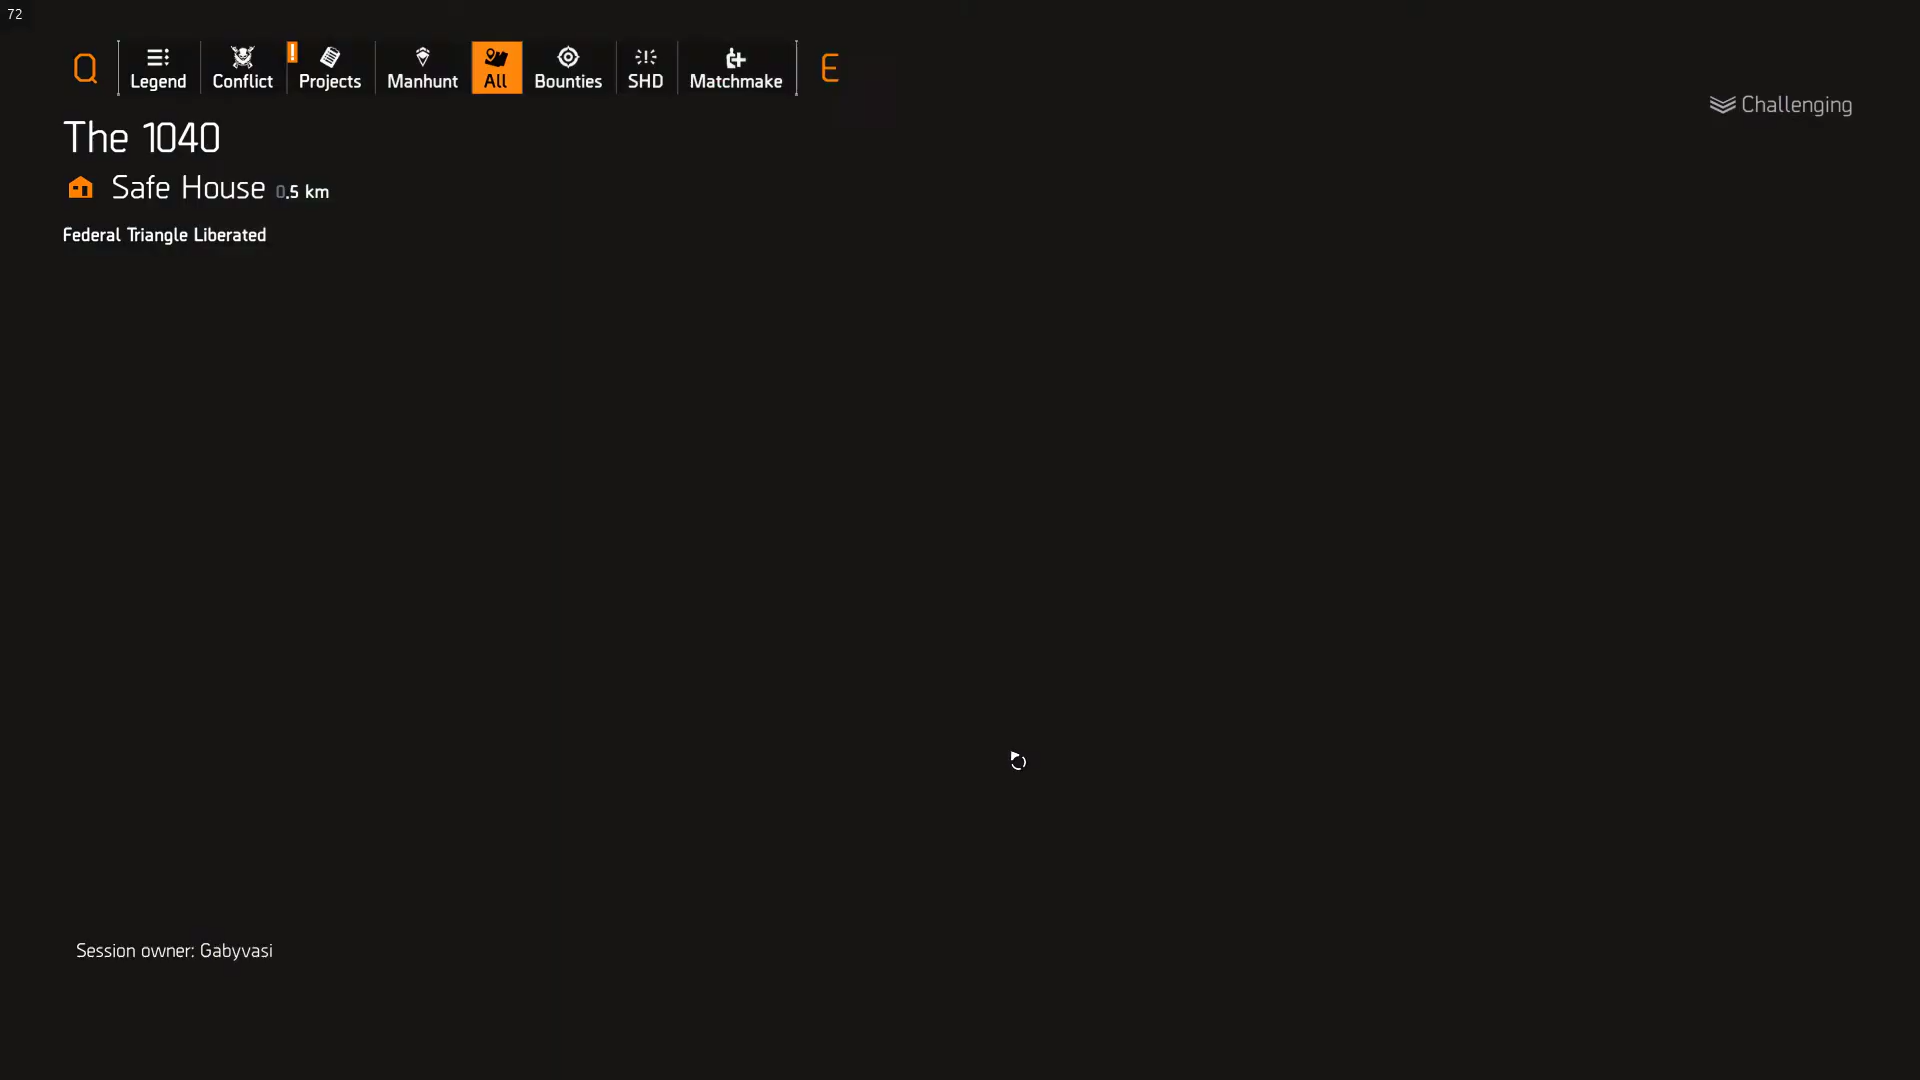 72
Q Legend Conflict ! Projects Manhunt All Bounties SHD Matchmake E
Challenging
The 1040
Safe House 0.5 km
Federal Triangle Liberated
Session owner: Gabyvasi